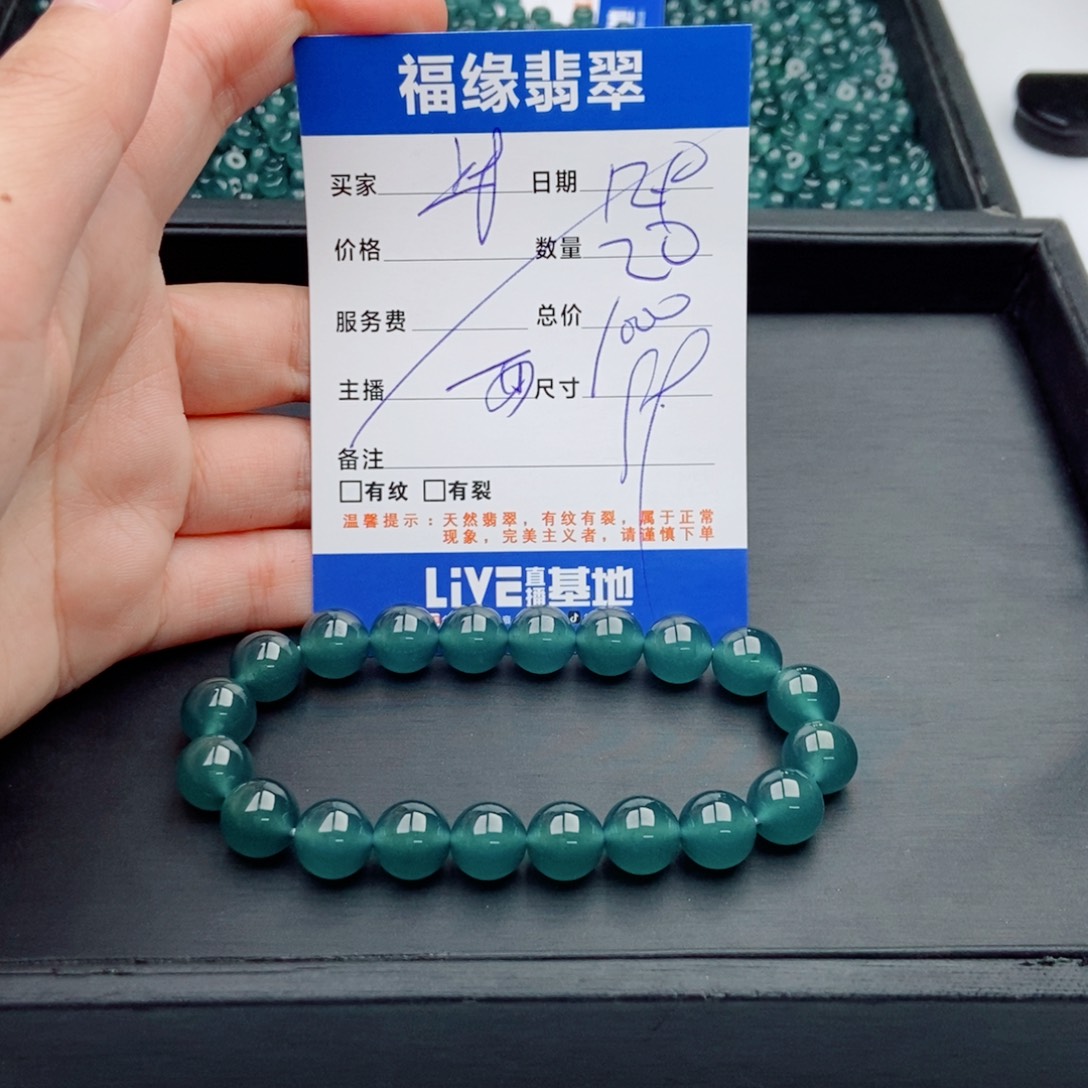 福缘翡翠
买家 日期
价格 数量 20
服务费 总价 1000
主播 西 尺寸
备注
有纹 有裂
温馨提示：天然翡翠，有纹有裂，属于正常
现象，完美主义者，请谨慎下单
LiVE直播基地